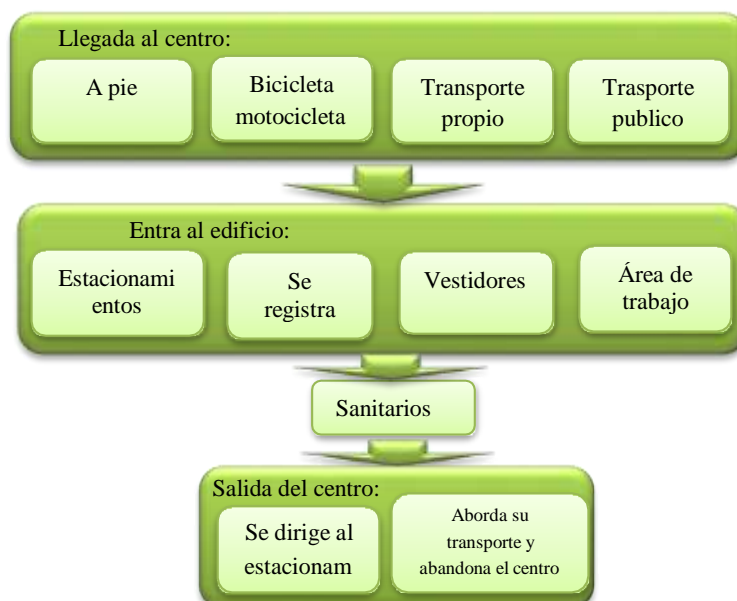 Llegada al centro:
A pie
Bicicleta
motocicleta
Transporte
propio
Trasporte
publico
Entra al edificio:
Estacionami
entos
Se
registra
Vestidores
Área de
trabajo
Sanitarios
Salida del centro:
Se dirige al
estacionam
Aborda su
transporte y
abandona el centro